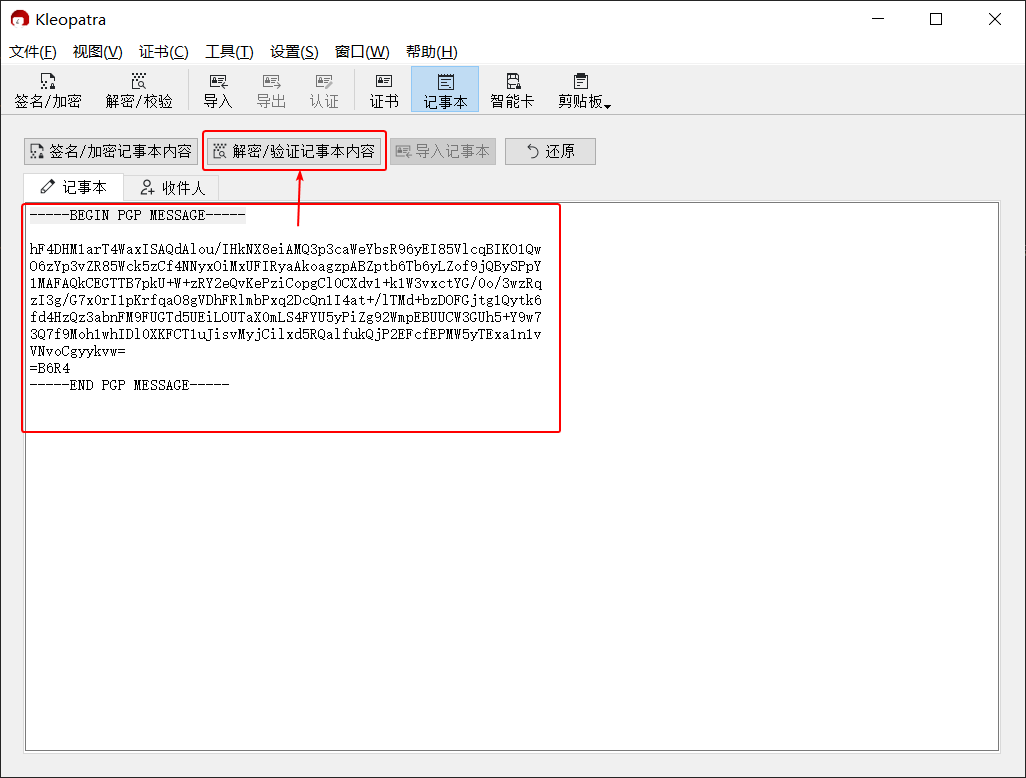 Kleopatra
文件(F) 视图(V) 证书(C) 工具(T) 设置(S) 窗口(W) 帮助(H)
签名/加密 解密/校验 导入 导出 认证 证书 记事本 智能卡 剪贴板
签名/加密记事本内容 解密/验证记事本内容 导入记事本 还原
记事本 收件人
-----BEGIN PGP MESSAGE-----
hF4DHM1arT4WaxISAQdAlou/IHkNX8eiAMQ3p3caWeYbsR96yEI85VlcqBIKO1Qw
O6zYp3vZR85Wck5zCf4NNyxOiMxUFIRyaAkoagzpABZptb6Tb6yLZof9jQBySPpY
1MAFAQkCEGTTB7pkU+W+zRY2eQvKePziCopgCl0CXdv1+k1W3vxctYG/0o/3wzRq
zI3g/G7x0rI1pKrfqaO8gVDhFRlmbPxq2DcQn1I4at+/lTMd+bzDOFGjtg1Qytk6
fd4HzQz3abnFM9FUGTd5UEiLOUTaX0mLS4FYU5yPiZg92WmpEBUUCW3GUh5+Y9w7
3Q7f9Moh1whIDl0XKFCT1uJisvMyjCilxd5RQalfukQjP2EFcfEPMW5yTExa1n1v
VNvoCgyykvw=
=B6R4
-----END PGP MESSAGE-----